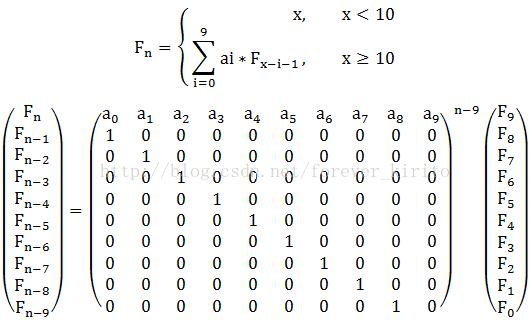 F_n = { x, x < 10
∑_{i=0}^{9} ai * F_{x−i−1}, x ≥ 10
(F_n) (a_0 a_1 a_2 a_3 a_4 a_5 a_6 a_7 a_8 a_9)^{n−9} (F_9)
F_{n−1} 1 0 0 0 0 0 0 0 0 0 F_8
F_{n−2} 0 1 0 0 0 0 0 0 0 0 F_7
F_{n−3} 0 0 1 0 0 0 0 0 0 0 F_6
http://blog.csdn.net/forever_kirito
F_{n−4} 0 0 0 1 0 0 0 0 0 0 F_5
F_{n−5} = 0 0 0 0 1 0 0 0 0 0 F_4
F_{n−6} 0 0 0 0 0 1 0 0 0 0 F_3
F_{n−7} 0 0 0 0 0 0 1 0 0 0 F_2
F_{n−8} 0 0 0 0 0 0 0 1 0 0 F_1
F_{n−9} 0 0 0 0 0 0 0 0 1 0 F_0